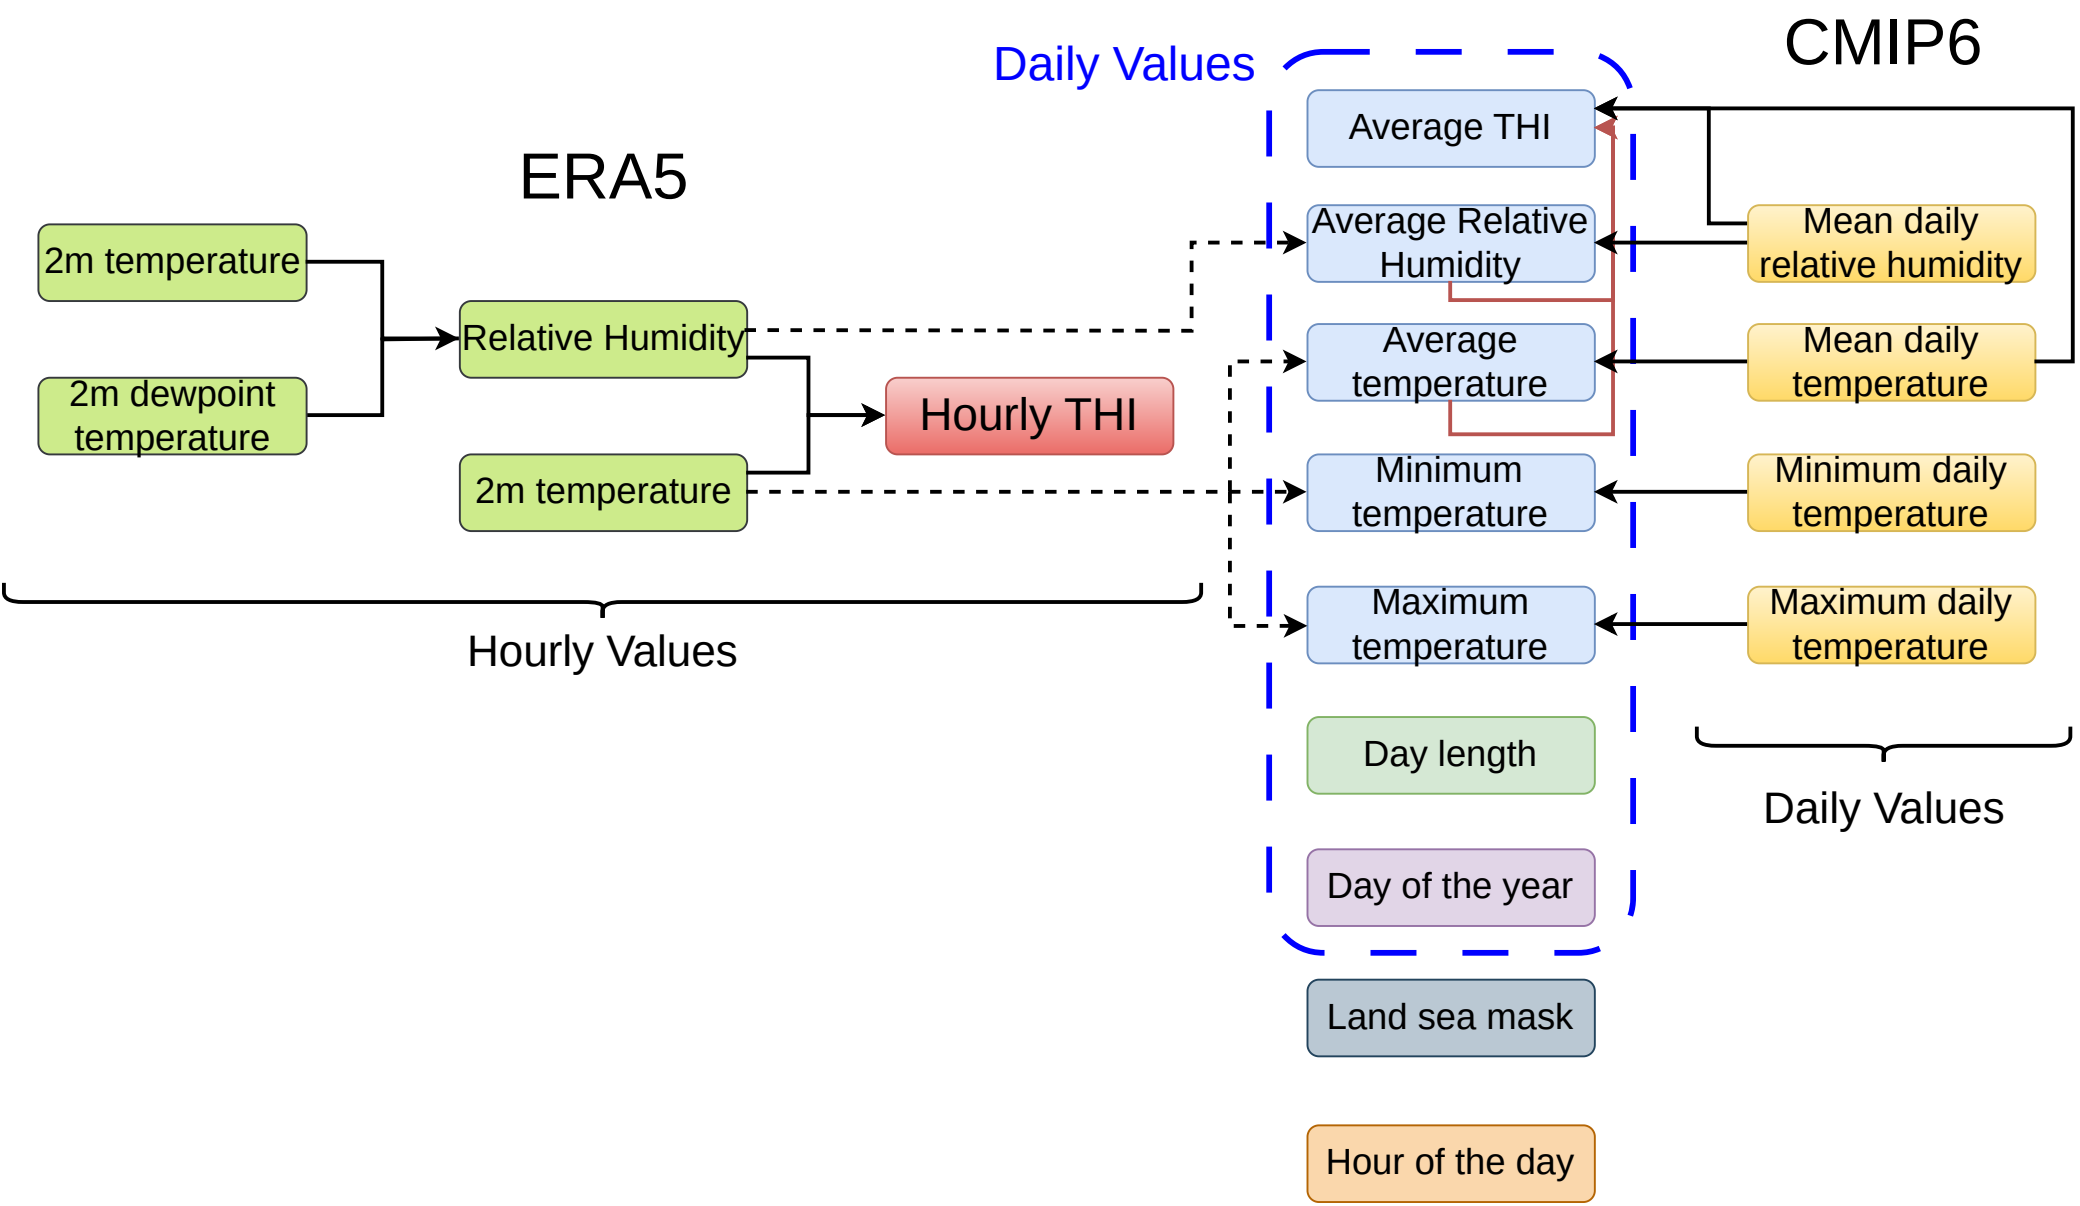 CMIP6
Daily Values
ERA5
2m temperature
2m dewpoint
temperature
Relative Humidity
2m temperature
Hourly THI
Hourly Values
Average THI
Average Relative
Humidity
Average
temperature
Minimum
temperature
Maximum
temperature
Day length
Day of the year
Land sea mask
Hour of the day
Mean daily
relative humidity
Mean daily
temperature
Minimum daily
temperature
Maximum daily
temperature
Daily Values